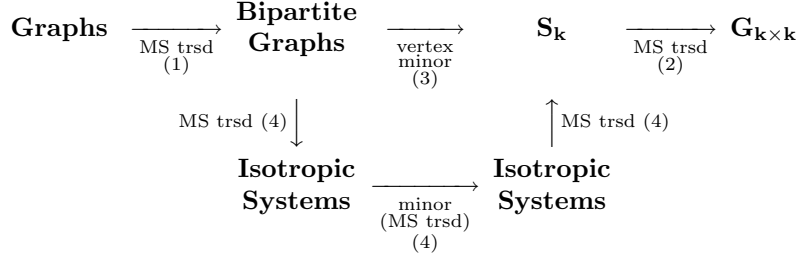 Graphs
MS trsd
(1)
Bipartite
Graphs
vertex
minor
(3)
S_k
MS trsd
(2)
G_{k×k}
MS trsd (4)
MS trsd (4)
Isotropic
Systems
minor
(MS trsd)
(4)
Isotropic
Systems